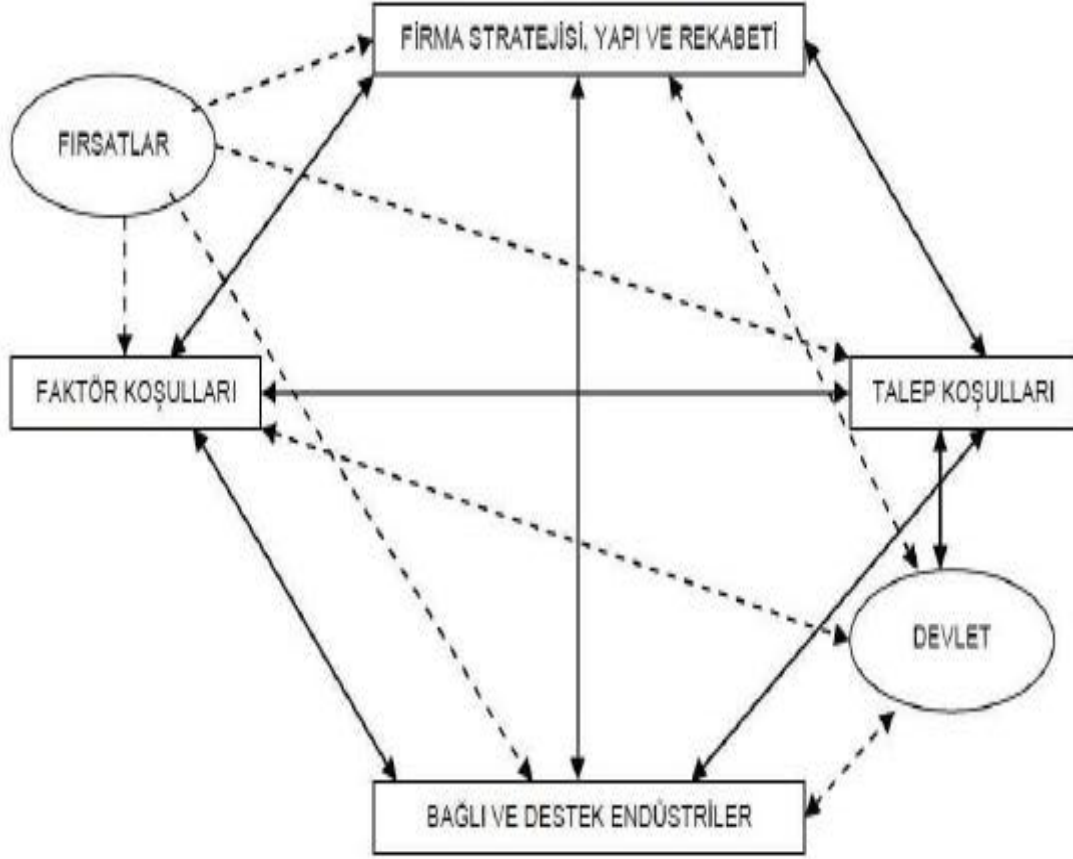 FİRMA STRATEJİSİ, YAPI VE REKABETİ
FIRSATLAR
FAKTÖR KOŞULLARI
TALEP KOŞULLARI
DEVLET
BAĞLI VE DESTEK ENDÜSTRİLER